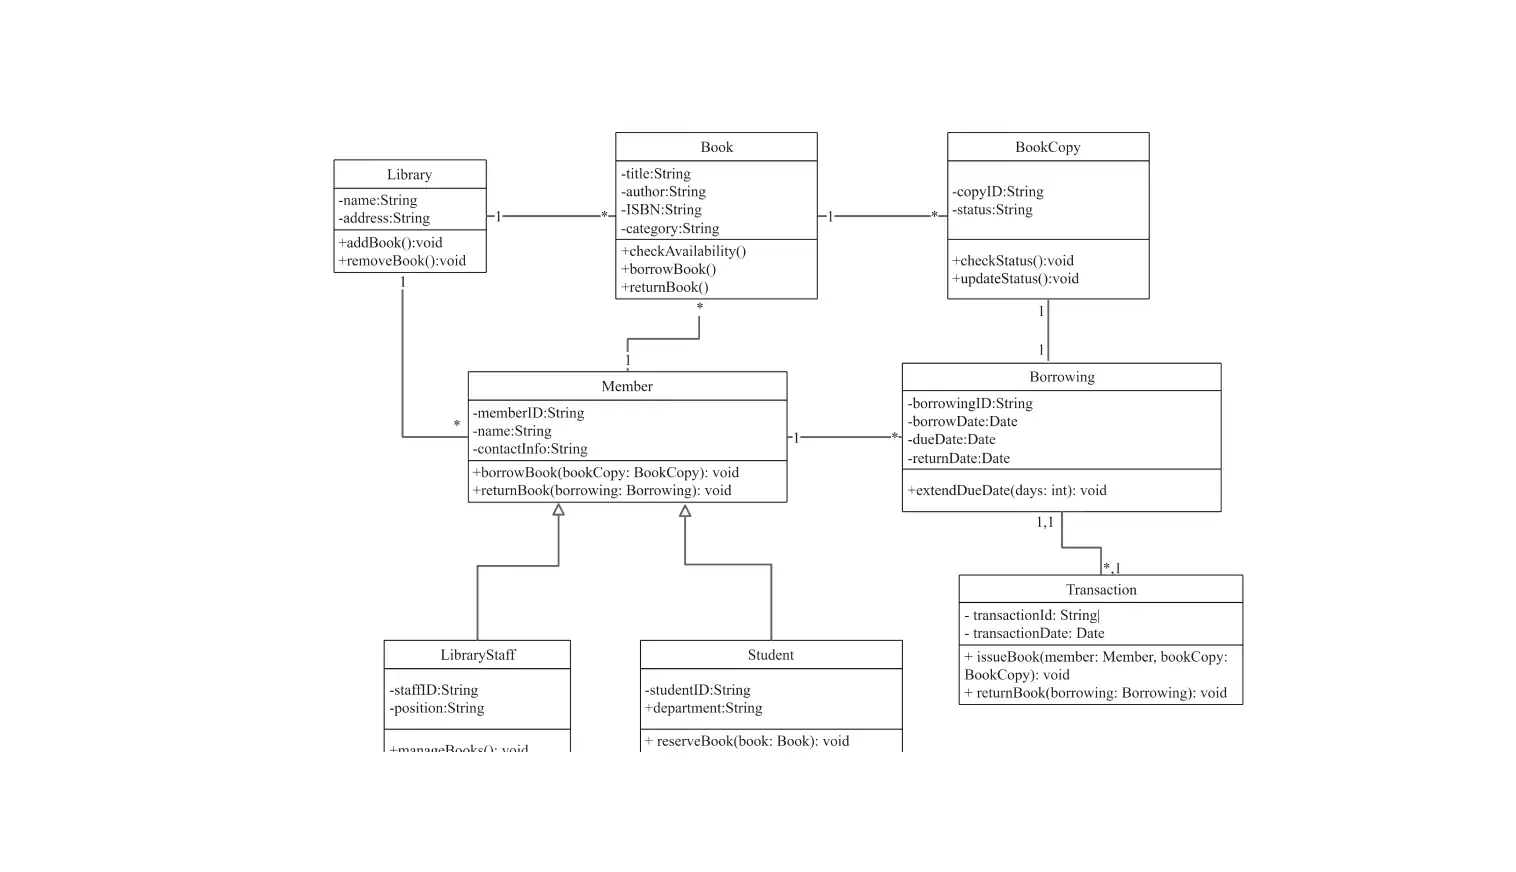 Library
-name:String
-address:String
+addBook():void
+removeBook():void
1
*
Book
-title:String
-author:String
-ISBN:String
-category:String
+checkAvailability()
+borrowBook()
+returnBook()
1
*
BookCopy
-copyID:String
-status:String
+checkStatus():void
+updateStatus():void
1
*
1
*
1
1
Member
-memberID:String
-name:String
-contactInfo:String
+borrowBook(bookCopy: BookCopy): void
+returnBook(borrowing: Borrowing): void
1
*
Borrowing
-borrowingID:String
-borrowDate:Date
-dueDate:Date
-returnDate:Date
+extendDueDate(days: int): void
1,1
*,1
Transaction
- transactionId: String|
- transactionDate: Date
+ issueBook(member: Member, bookCopy:
BookCopy): void
+ returnBook(borrowing: Borrowing): void
LibraryStaff
-staffID:String
-position:String
+manageBooks(): void
Student
-studentID:String
+department:String
+ reserveBook(book: Book): void